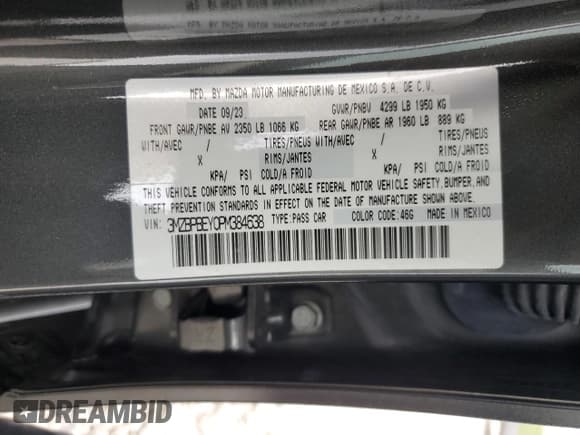 MFD. BY MAZDA MOTOR MANUFACTURING DE MEXICO S.A. DE C.V.
DATE 09/23 GVWR/PNBV 4299 LB 1950 KG
FRONT GAWR/PNBE AV 2350 LB 1066 KG REAR GAWR/PNBE AR 1960 LB 889 KG
WITH/AVEC / TIRES/PNEUS WITH/AVEC / TIRES/PNEUS
X RIMS/JANTES X RIMS/JANTES
KPA/ PSI COLD/A FROID KPA/ PSI COLD/A FROID
THIS VEHICLE CONFORMS TO ALL APPLICABLE FEDERAL MOTOR VEHICLE SAFETY, BUMPER, AND
THEFT PREVENTION STANDARDS IN EFFECT ON THE DATE OF MANUFACTURE SHOWN ABOVE.
VIN: 3MZBPBEY0PM384638 TYPE:PASS CAR COLOR CODE:46G MADE IN MEXICO
DREAMBID